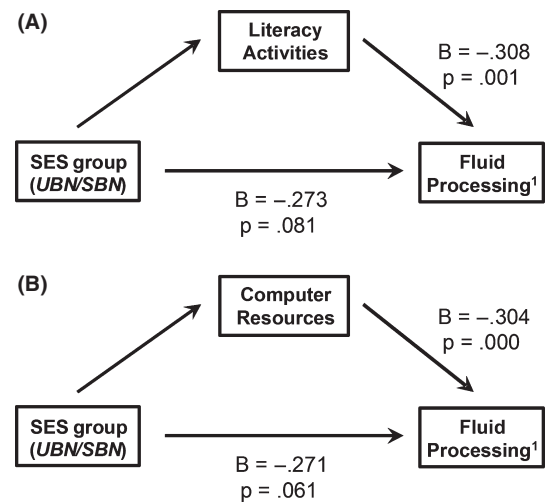 (A)
Literacy
Activities
B = –.308
p = .001
SES group
(UBN/SBN)
Fluid
Processing¹
B = –.273
p = .081
(B)
Computer
Resources
B = –.304
p = .000
SES group
(UBN/SBN)
Fluid
Processing¹
B = –.271
p = .061